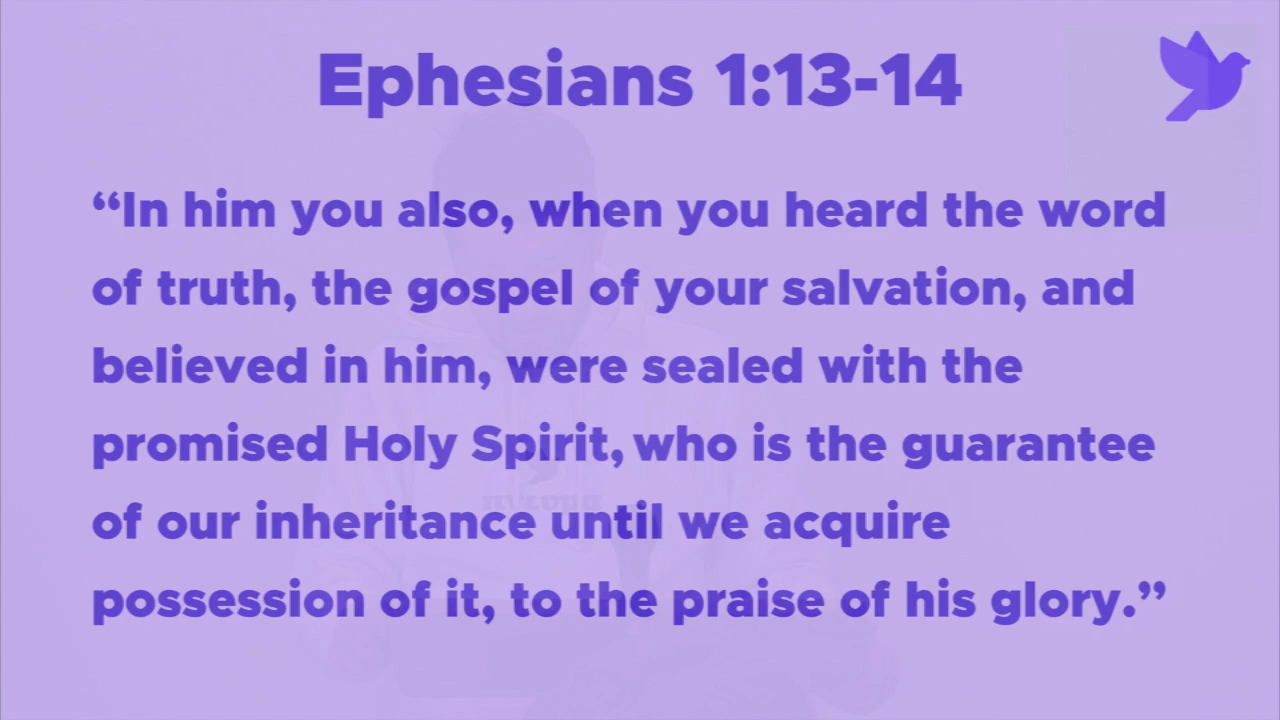 Ephesians 1:13-14
“In him you also, when you heard the word
of truth, the gospel of your salvation, and
believed in him, were sealed with the
promised Holy Spirit, who is the guarantee
of our inheritance until we acquire
possession of it, to the praise of his glory.”